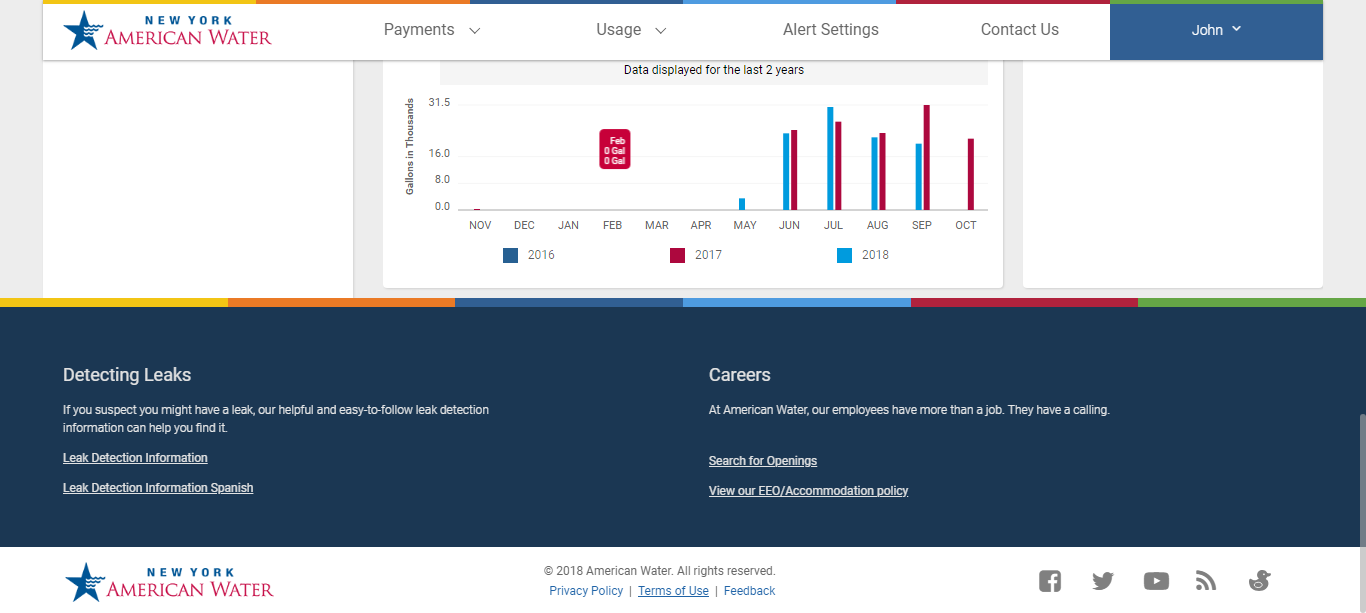 NEW YORK
AMERICAN WATER
Payments
Usage
Alert Settings
Contact Us
John
Data displayed for the last 2 years
Gallons in Thousands
31.5
16.0
8.0
0.0
Feb
0 Gal
0 Gal
NOV DEC JAN FEB MAR APR MAY JUN JUL AUG SEP OCT
2016 2017 2018
Detecting Leaks
If you suspect you might have a leak, our helpful and easy-to-follow leak detection
information can help you find it.
Leak Detection Information
Leak Detection Information Spanish
Careers
At American Water, our employees have more than a job. They have a calling.
Search for Openings
View our EEO/Accommodation policy
NEW YORK
AMERICAN WATER
© 2018 American Water. All rights reserved.
Privacy Policy | Terms of Use | Feedback